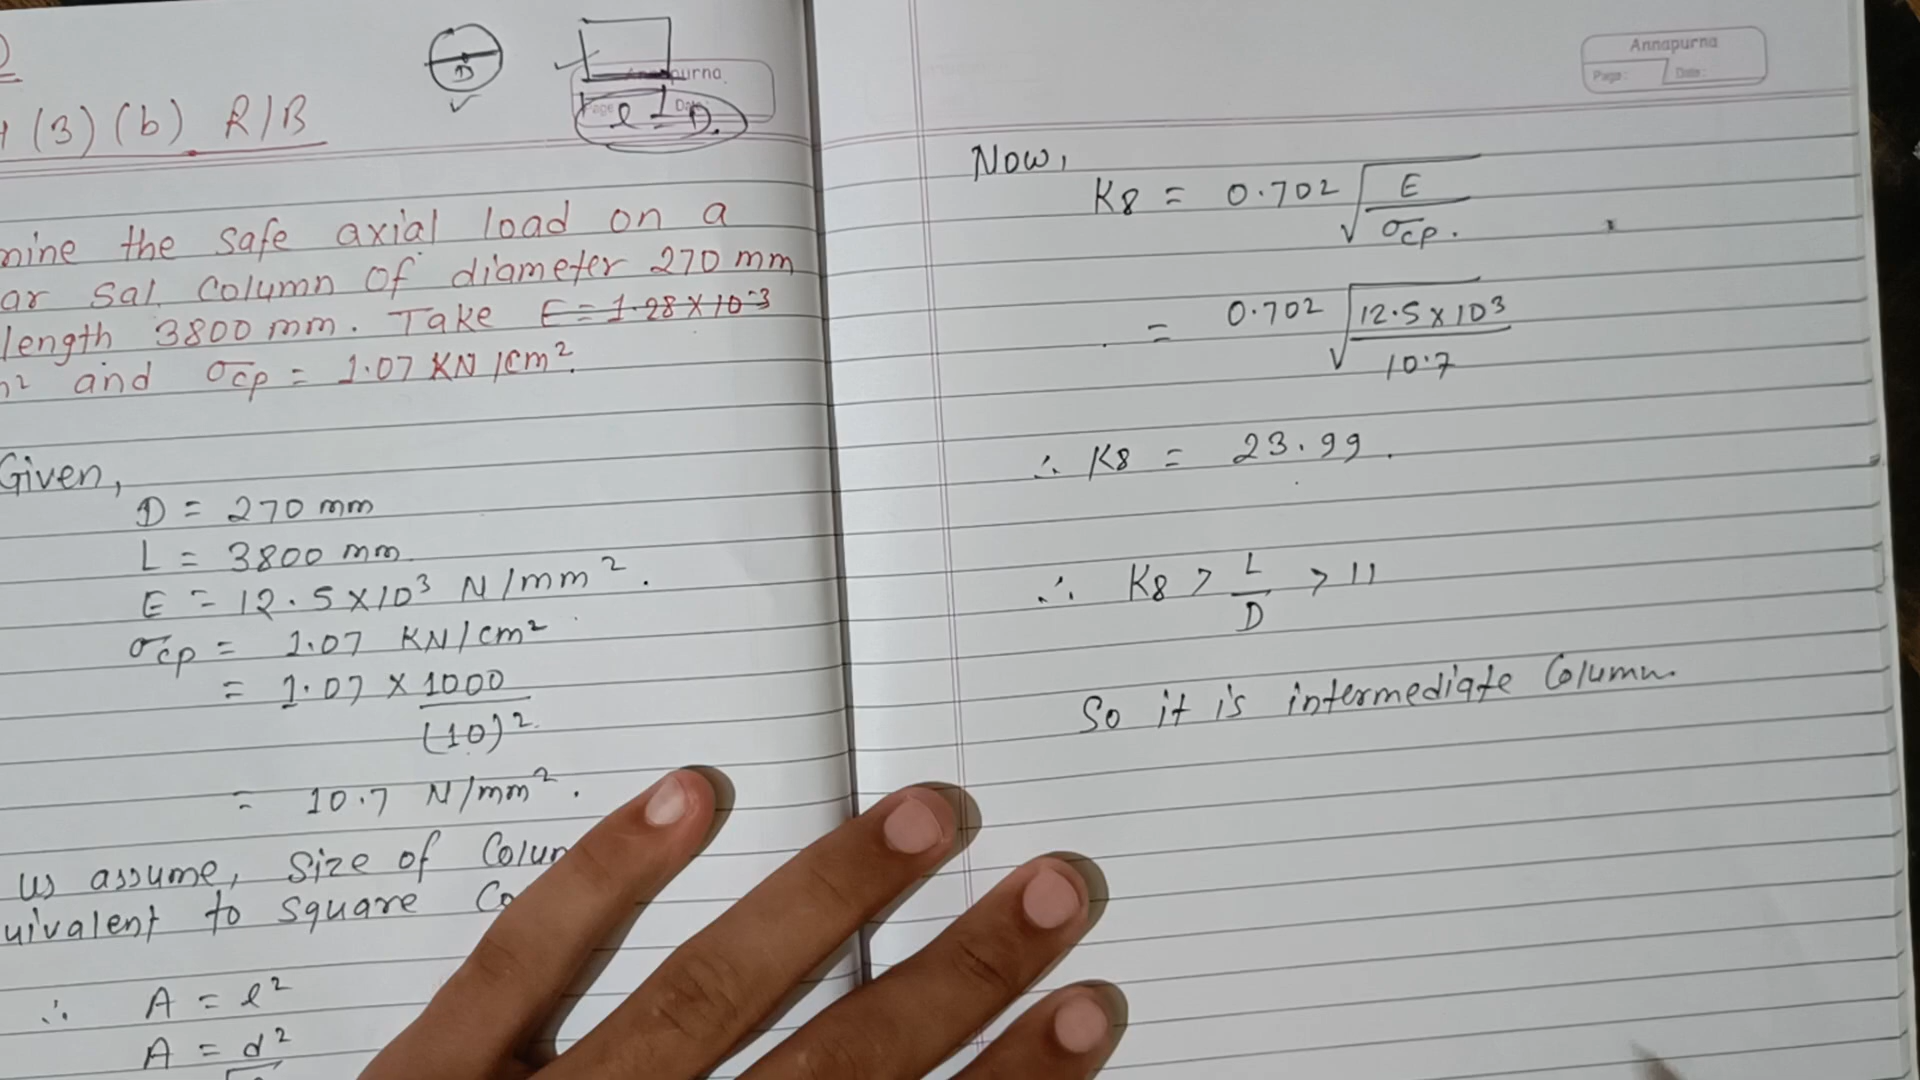 D
Annapurna
l = D.
(3) (b) R/B
mine the safe axial load on a
ar Sal column of diameter 270 mm
length 3800 mm. Take E = 1.28 × 10-3
and σcp = 1.07 KN/cm².
Given,
D = 270 mm
L = 3800 mm
E = 12.5×10³ N/mm².
σcp = 1.07 KN/cm²
= 1.07 × 1000/(10)²
= 10.7 N/mm².
us assume, Size of
uivalent to square
∴ A = l²
A = d²
Annapurna
Page: Date:
Now,
K8 = 0.702 √(E/σcp.)
= 0.702 √(12.5 × 10³/10.7)
∴ K8 = 23.99.
∴ K8 > L/D > 11
So it is intermediate Column.